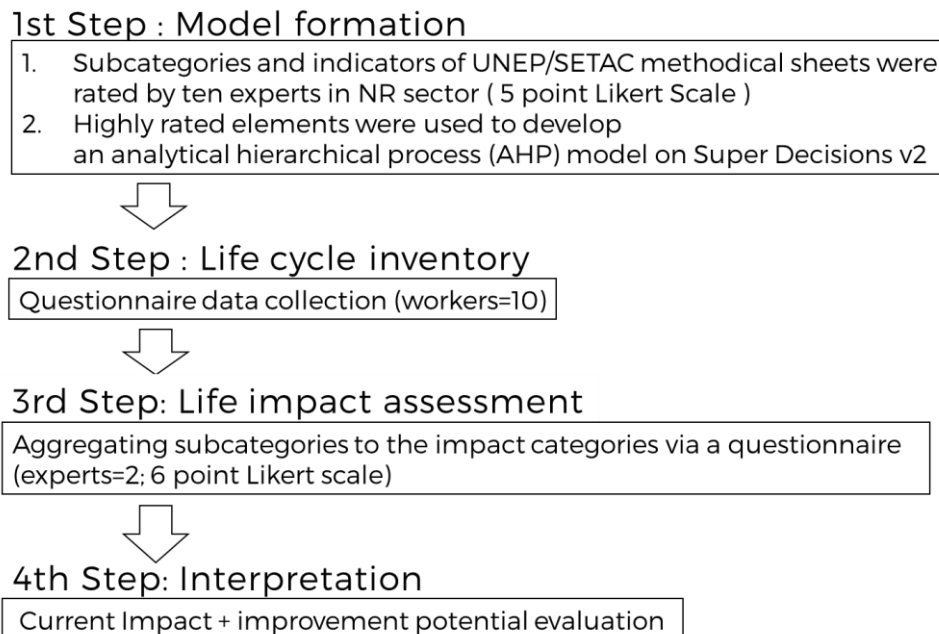 1st Step : Model formation
1. Subcategories and indicators of UNEP/SETAC methodical sheets were
rated by ten experts in NR sector ( 5 point Likert Scale )
2. Highly rated elements were used to develop
an analytical hierarchical process (AHP) model on Super Decisions v2
2nd Step : Life cycle inventory
Questionnaire data collection (workers=10)
3rd Step: Life impact assessment
Aggregating subcategories to the impact categories via a questionnaire
(experts=2; 6 point Likert scale)
4th Step: Interpretation
Current Impact + improvement potential evaluation